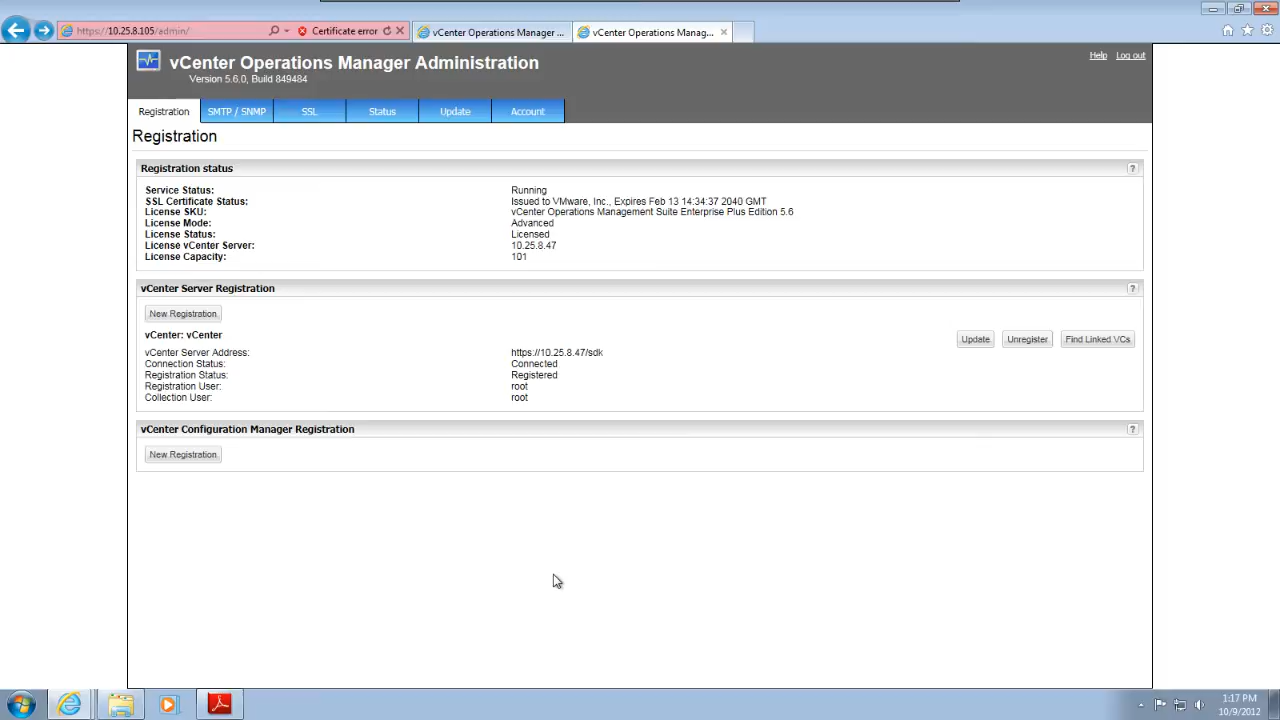 https://10.25.8.105/admin/
Certificate error
vCenter Operations Manager ...
vCenter Operations Manag...
vCenter Operations Manager Administration
Version 5.6.0, Build 849484
Help
Log out
Registration
SMTP / SNMP
SSL
Status
Update
Account
Registration
Registration status
?
Service Status:
Running
SSL Certificate Status:
Issued to VMware, Inc., Expires Feb 13 14:34:37 2040 GMT
License SKU:
vCenter Operations Management Suite Enterprise Plus Edition 5.6
License Mode:
Advanced
License Status:
Licensed
License vCenter Server:
10.25.8.47
License Capacity:
101
vCenter Server Registration
?
New Registration
vCenter: vCenter
Update
Unregister
Find Linked VCs
vCenter Server Address:
https://10.25.8.47/sdk
Connection Status:
Connected
Registration Status:
Registered
Registration User:
root
Collection User:
root
vCenter Configuration Manager Registration
?
New Registration
1:17 PM
10/9/2012